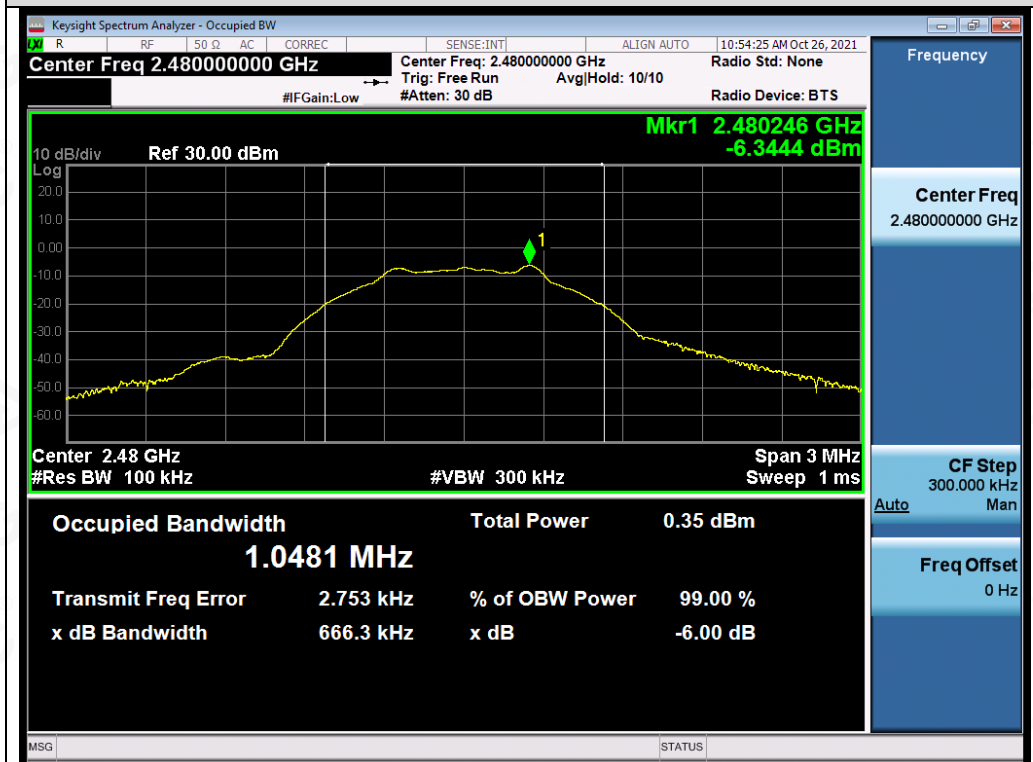 Keysight Spectrum Analyzer - Occupied BW
LXI R RF 50 Ω AC CORREC SENSE:INT ALIGN AUTO 10:54:25 AM Oct 26, 2021
Center Freq 2.480000000 GHz
Center Freq: 2.480000000 GHz Radio Std: None
Trig: Free Run Avg|Hold: 10/10
#IFGain:Low #Atten: 30 dB Radio Device: BTS
Mkr1 2.480246 GHz
-6.3444 dBm
10 dB/div Ref 30.00 dBm
Log
20.0
10.0
0.00
-10.0
-20.0
-30.0
-40.0
-50.0
-60.0
1
Center 2.48 GHz Span 3 MHz
#Res BW 100 kHz #VBW 300 kHz Sweep 1 ms
Occupied Bandwidth Total Power 0.35 dBm
1.0481 MHz
Transmit Freq Error 2.753 kHz % of OBW Power 99.00 %
x dB Bandwidth 666.3 kHz x dB -6.00 dB
Frequency
Center Freq
2.480000000 GHz
CF Step
300.000 kHz
Auto Man
Freq Offset
0 Hz
MSG STATUS